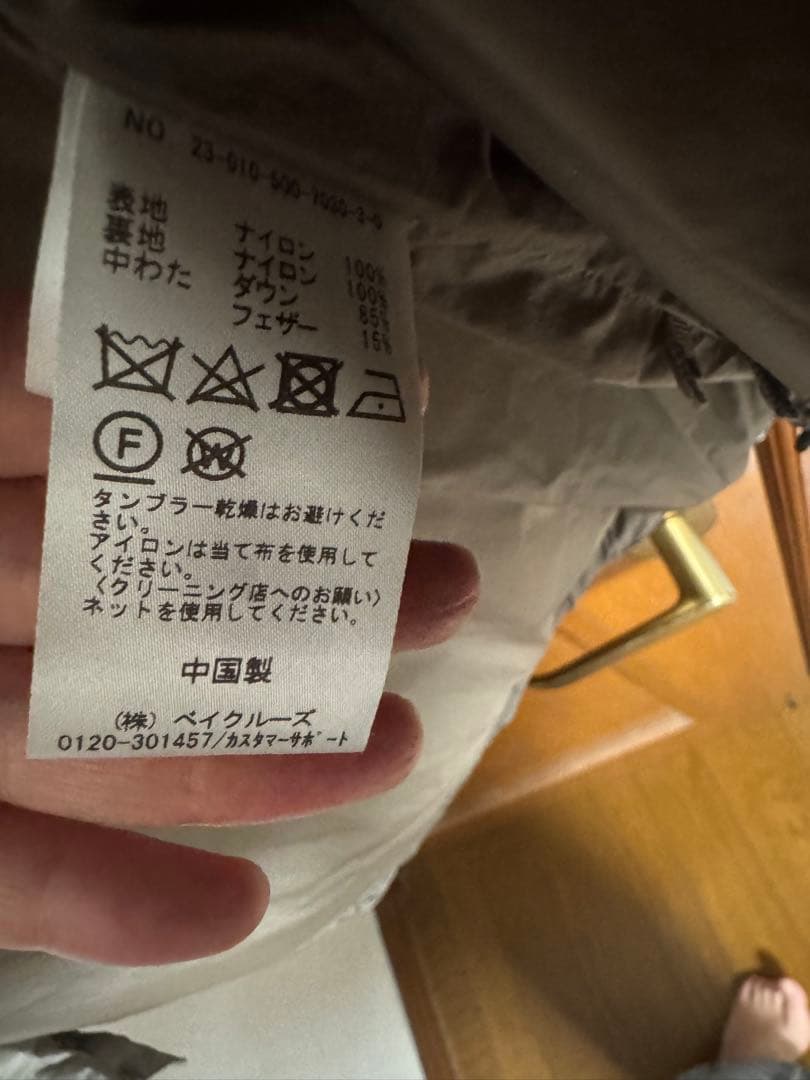 NO 23-010-500-1030-3-0
表地 ナイロン 100%
裏地 ナイロン 100%
中わた ダウン 85%
フェザー 15%
F
W
タンブラー乾燥はお避けくだ
さい。
アイロンは当て布を使用して
ください。
〈クリーニング店へのお願い〉
ネットを使用してください。
中国製
(株) ベイクルーズ
0120-301457/カスタマーサポート